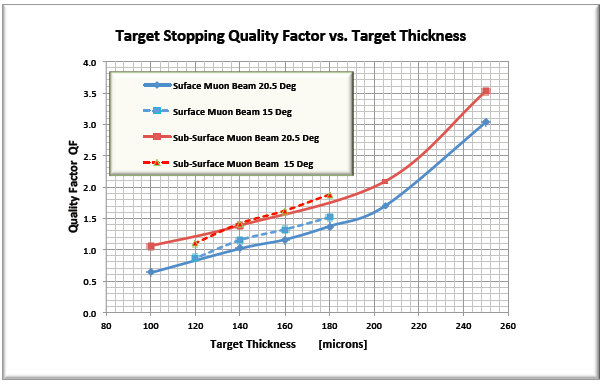 Target Stopping Quality Factor vs. Target Thickness
Suface Muon Beam 20.5 Deg
Surface Muon Beam 15 Deg
Sub-Surface Muon Beam 20.5 Deg
Sub-Surface Muon Beam 15 Deg
Quality Factor QF
4.0
3.5
3.0
2.5
2.0
1.5
1.0
0.5
0.0
80 100 120 140 160 180 200 220 240 260
Target Thickness [microns]